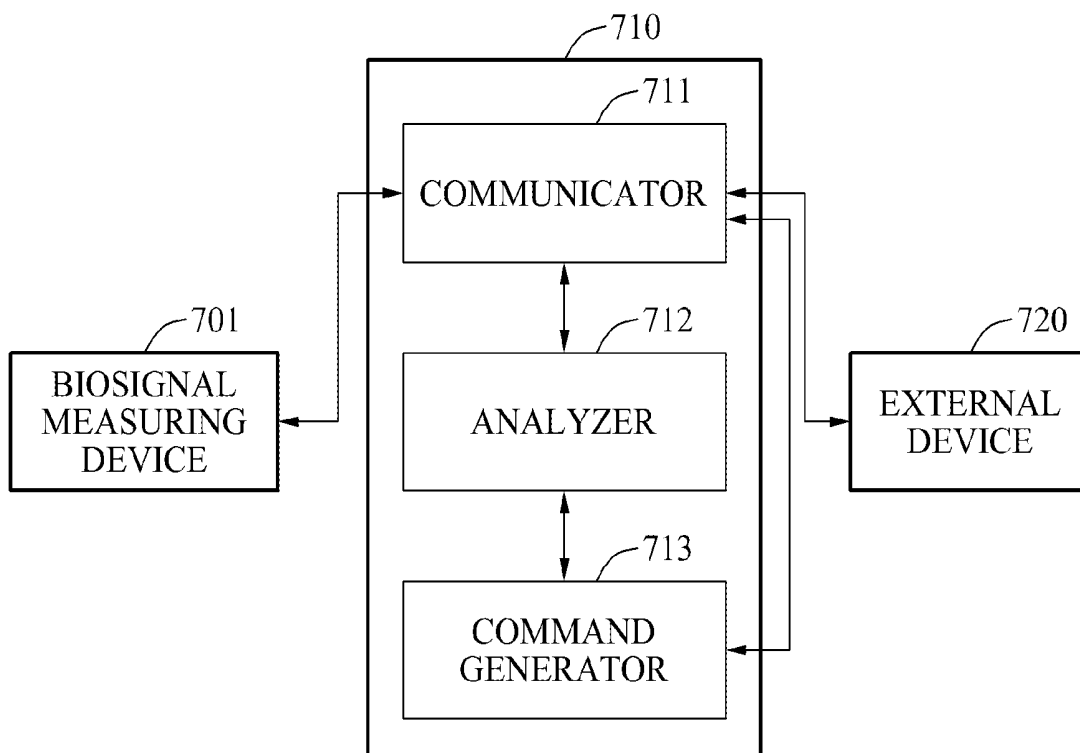 710
711
COMMUNICATOR
701
BIOSIGNAL
MEASURING
DEVICE
712
ANALYZER
720
EXTERNAL
DEVICE
713
COMMAND
GENERATOR